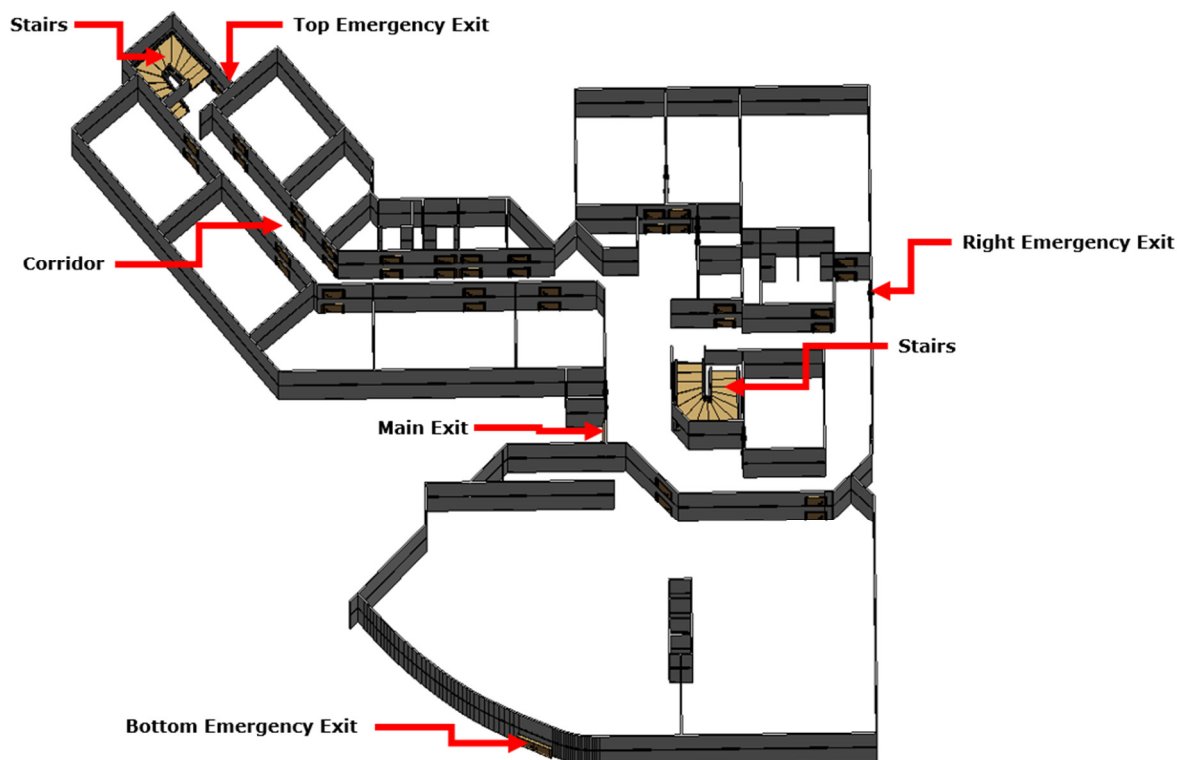 Stairs
Top Emergency Exit
Corridor
Right Emergency Exit
Stairs
Main Exit
Bottom Emergency Exit